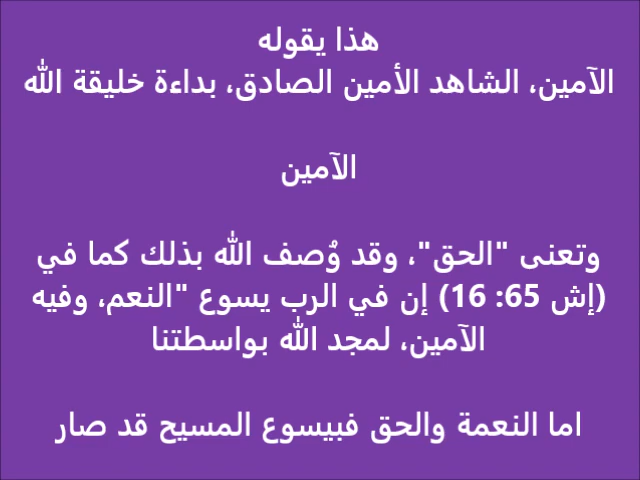 هذا يقوله
الآمين، الشاهد الأمين الصادق، بداءة خليقة الله
الآمين
وتعنى "الحق"، وقد وُصف الله بذلك كما في
(إش 65: 16) إن في الرب يسوع "النعم، وفيه
الآمين، لمجد الله بواسطتنا
اما النعمة والحق فبيسوع المسيح قد صار